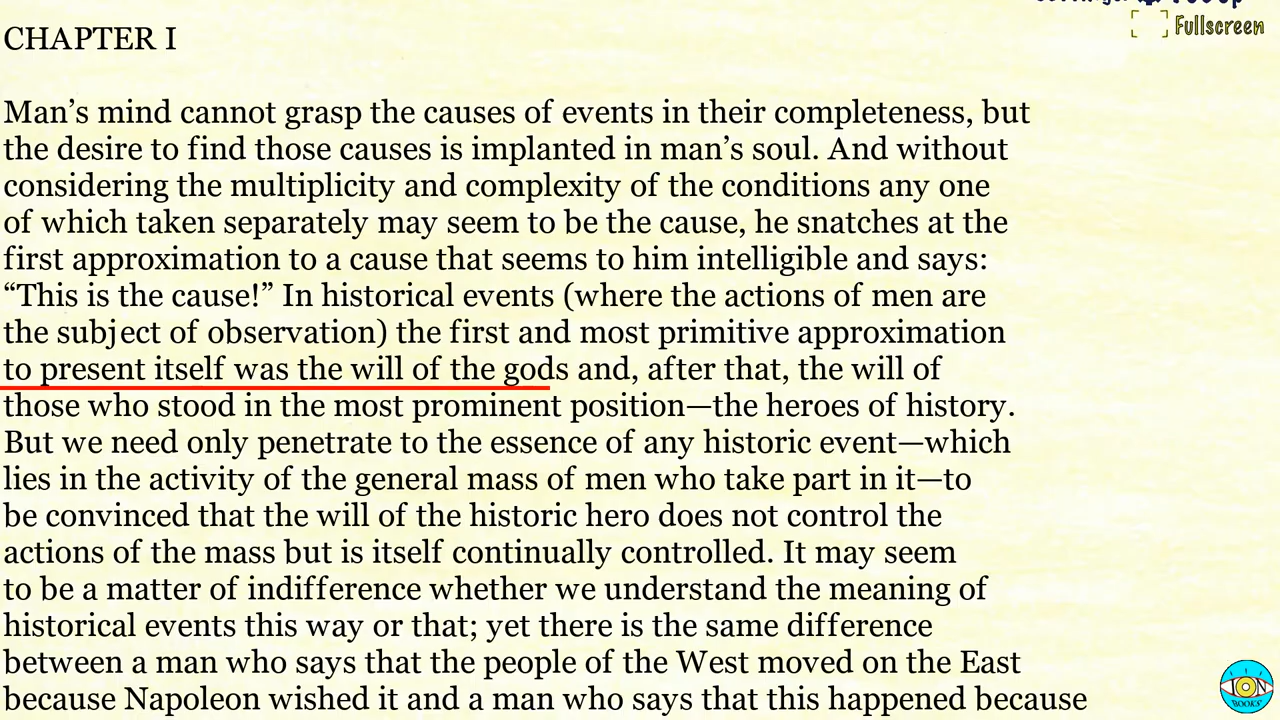 Fullscreen
CHAPTER I
Man’s mind cannot grasp the causes of events in their completeness, but
the desire to find those causes is implanted in man’s soul. And without
considering the multiplicity and complexity of the conditions any one
of which taken separately may seem to be the cause, he snatches at the
first approximation to a cause that seems to him intelligible and says:
“This is the cause!” In historical events (where the actions of men are
the subject of observation) the first and most primitive approximation
to present itself was the will of the gods and, after that, the will of
those who stood in the most prominent position—the heroes of history.
But we need only penetrate to the essence of any historic event—which
lies in the activity of the general mass of men who take part in it—to
be convinced that the will of the historic hero does not control the
actions of the mass but is itself continually controlled. It may seem
to be a matter of indifference whether we understand the meaning of
historical events this way or that; yet there is the same difference
between a man who says that the people of the West moved on the East
because Napoleon wished it and a man who says that this happened because
ION
BOOKS